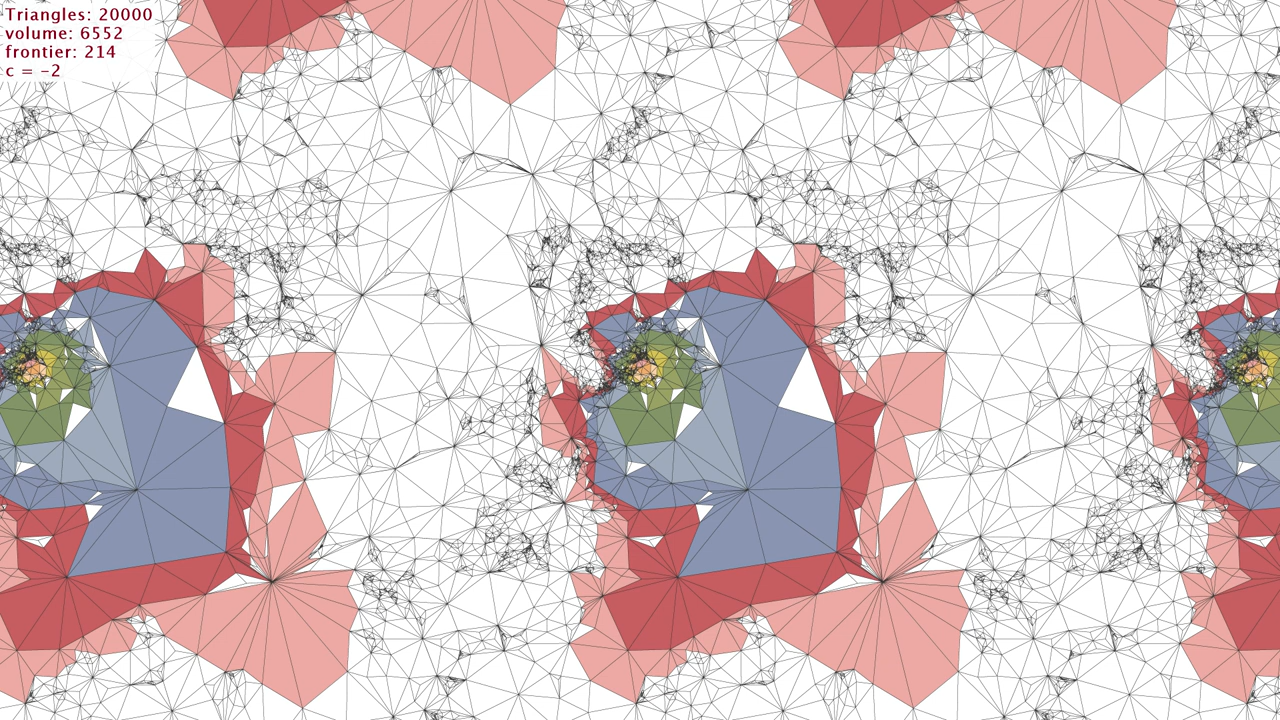 Triangles: 20000
volume: 6552
frontier: 214
c = -2